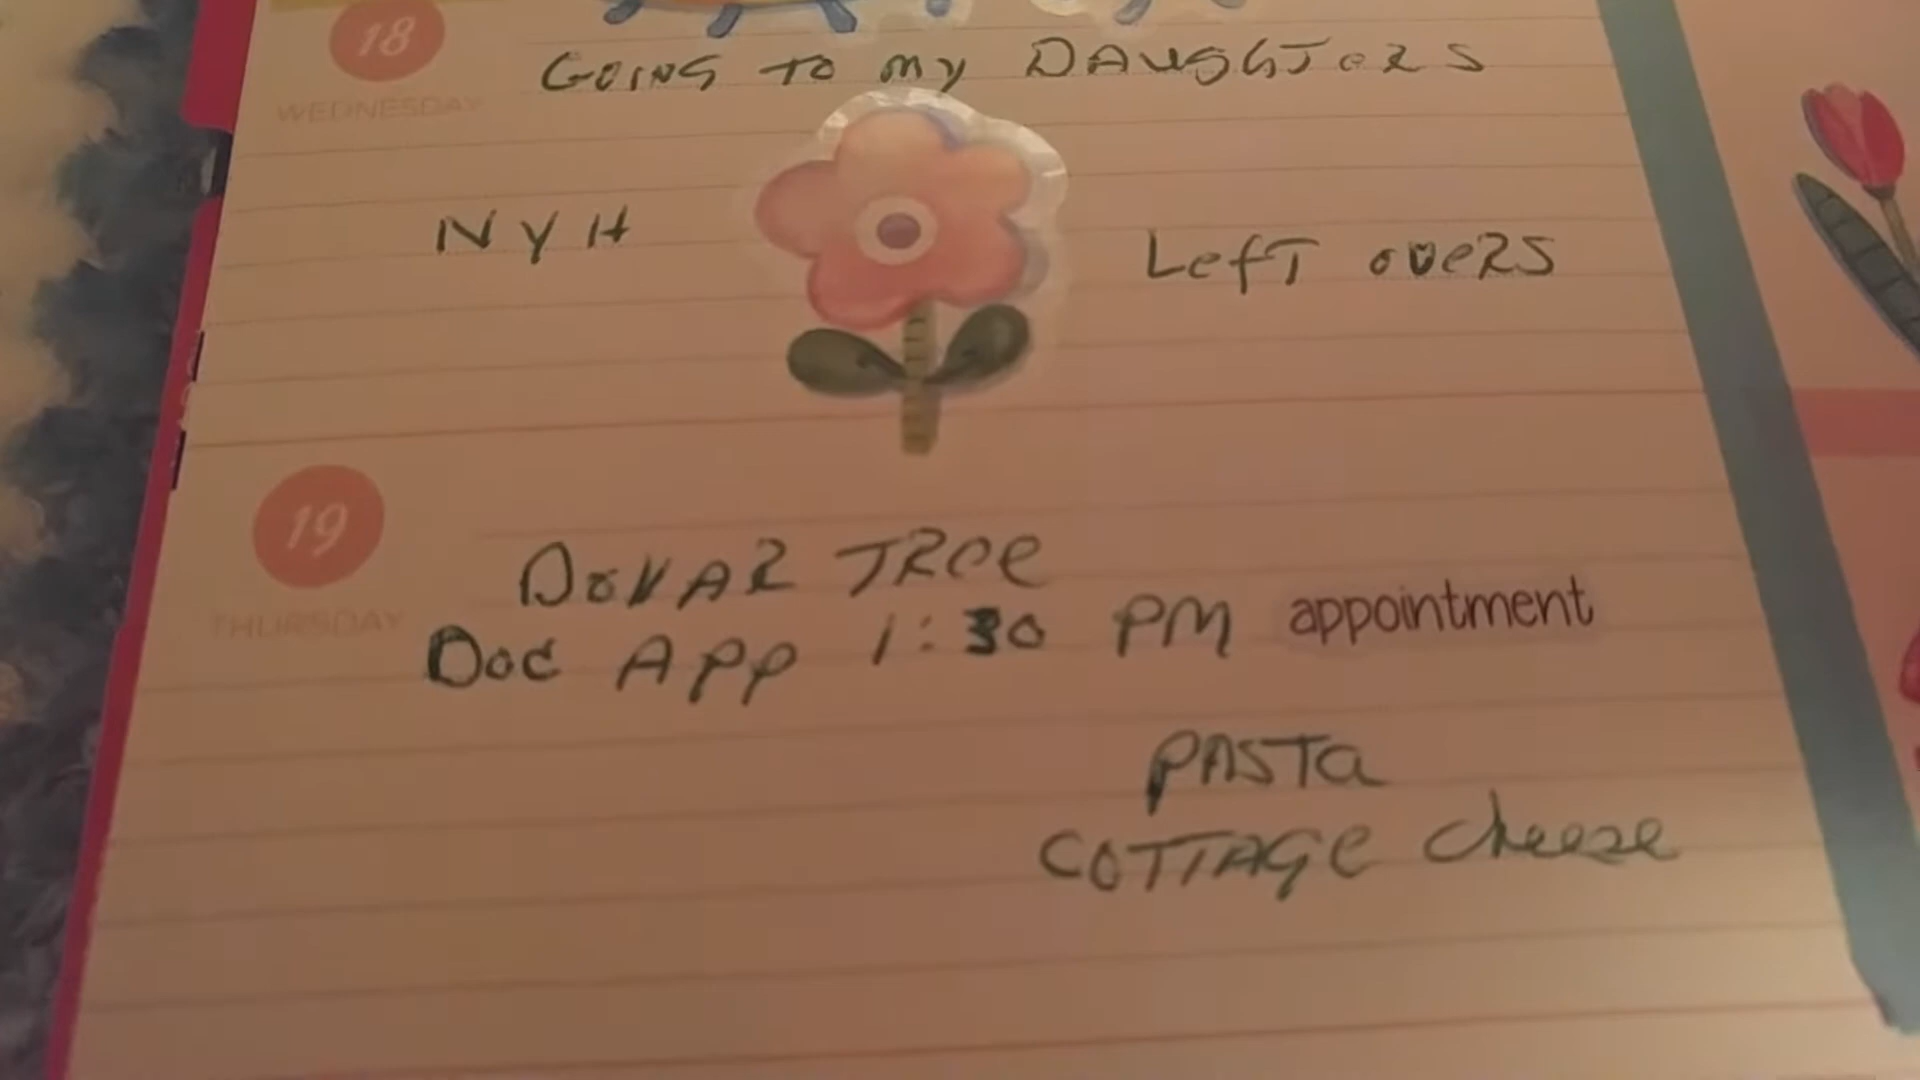 18
WEDNESDAY
GOING TO MY DAUGHTERS
NYH
LefT oveRS
19
THURSDAY
DollAR TRee
Doc APP 1:30 PM appointment
PASTa
COTTAGe cheese